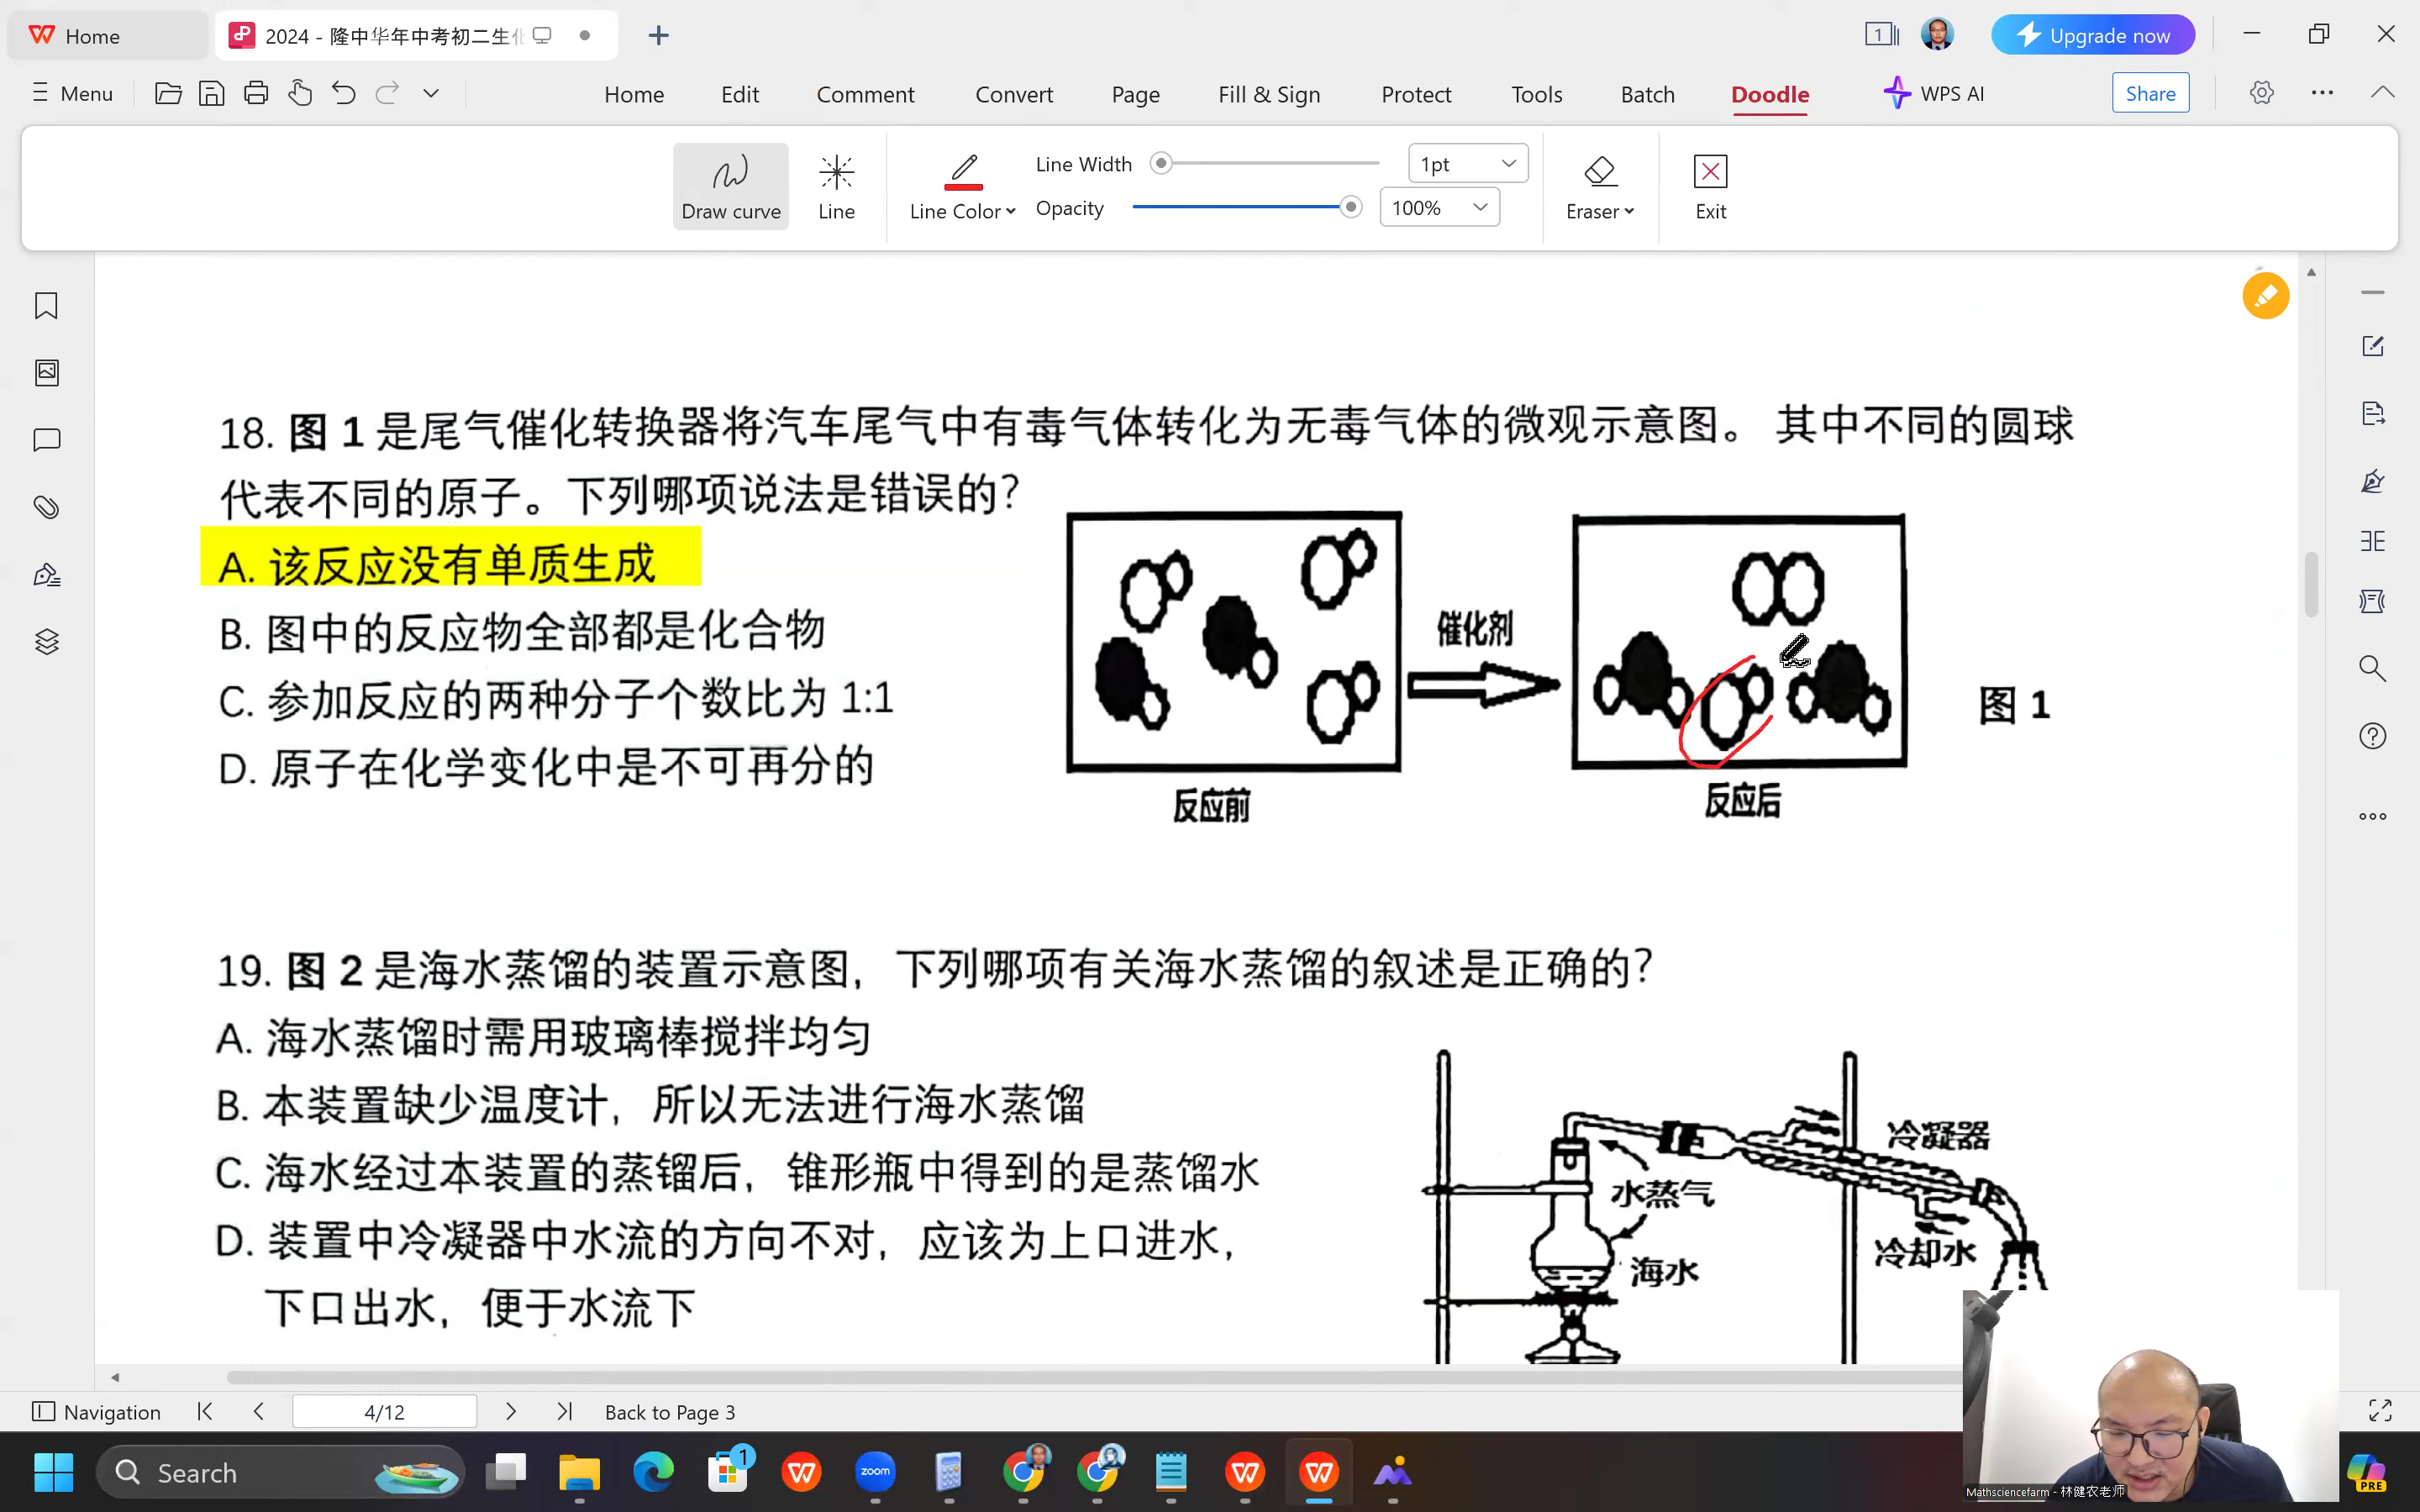 Home
2024 - 隆中华年中考初二生化
1
Upgrade now
Menu
Home
Edit
Comment
Convert
Page
Fill & Sign
Protect
Tools
Batch
Doodle
WPS AI
Share
Draw curve
Line
Line Color
Line Width
1pt
Opacity
100%
Eraser
Exit
18. 图 1 是尾气催化转换器将汽车尾气中有毒气体转化为无毒气体的微观示意图。 其中不同的圆球
代表不同的原子。下列哪项说法是错误的?
A. 该反应没有单质生成
B. 图中的反应物全部都是化合物
C. 参加反应的两种分子个数比为 1:1
D. 原子在化学变化中是不可再分的
催化剂
反应前
反应后
图 1
19. 图 2 是海水蒸馏的装置示意图, 下列哪项有关海水蒸馏的叙述是正确的?
A. 海水蒸馏时需用玻璃棒搅拌均匀
B. 本装置缺少温度计, 所以无法进行海水蒸馏
C. 海水经过本装置的蒸镏后, 锥形瓶中得到的是蒸馏水
D. 装置中冷凝器中水流的方向不对, 应该为上口进水,
下口出水, 便于水流下
冷凝器
水蒸气
冷却水
海水
Navigation
4/12
Back to Page 3
Search
1
zoom
PRE
Mathsciencefarm - 林健农老师